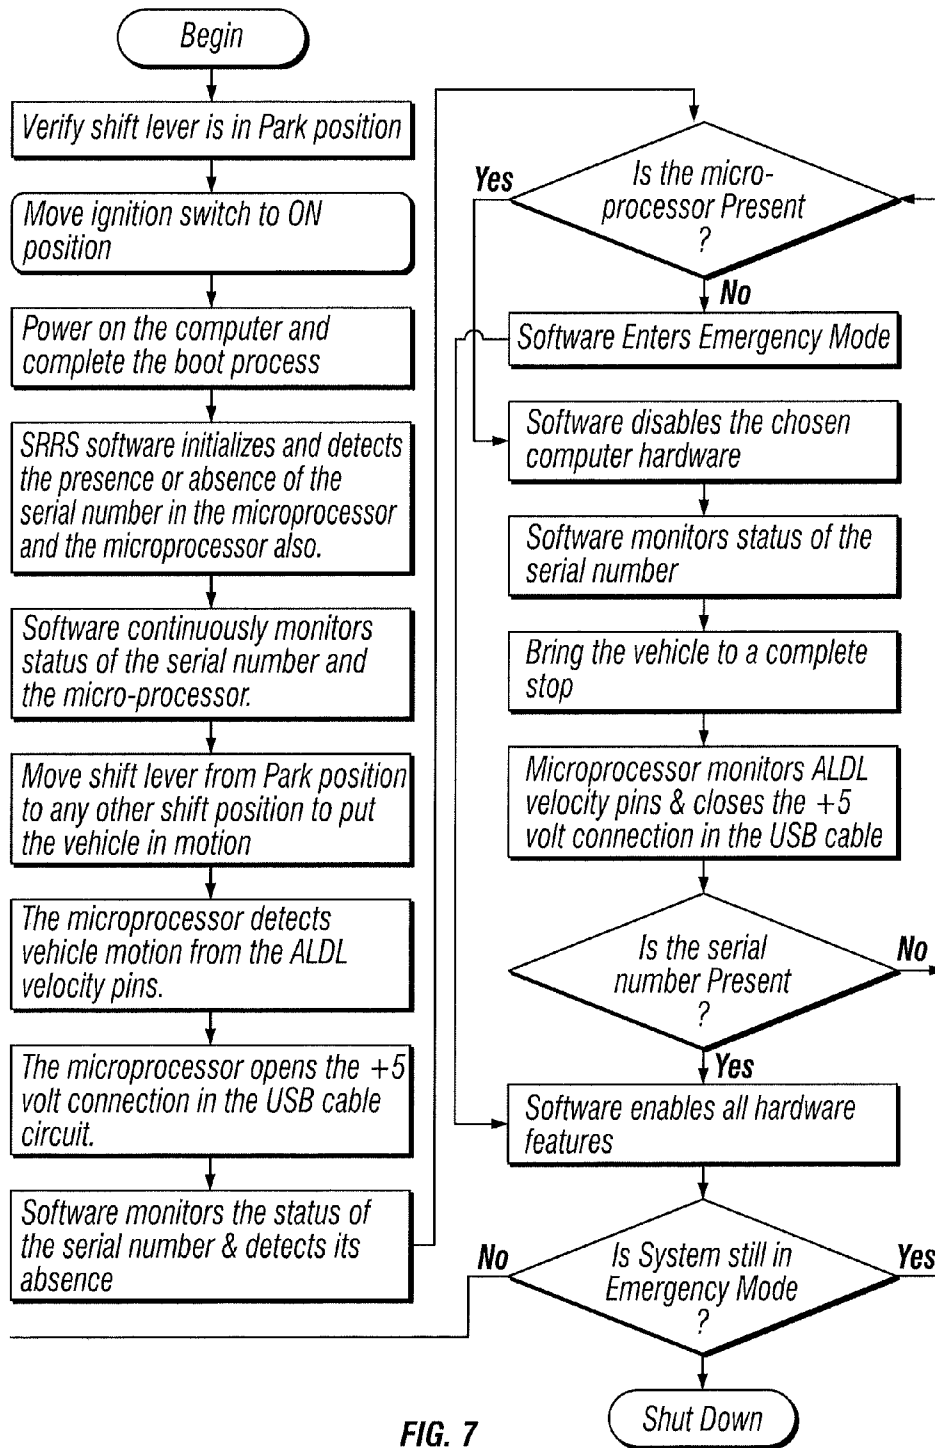 Begin
Verify shift lever is in Park position
Move ignition switch to ON
position
Power on the computer and
complete the boot process
SRRS software initializes and detects
the presence or absence of the
serial number in the microprocessor
and the microprocessor also.
Software continuously monitors
status of the serial number and
the micro-processor.
Move shift lever from Park position
to any other shift position to put
the vehicle in motion
The microprocessor detects
vehicle motion from the ALDL
velocity pins.
The microprocessor opens the +5
volt connection in the USB cable
circuit.
Software monitors the status of
the serial number & detects its
absence
Is the micro-
processor Present
?
Yes
No
Software Enters Emergency Mode
Software disables the chosen
computer hardware
Software monitors status of the
serial number
Bring the vehicle to a complete
stop
Microprocessor monitors ALDL
velocity pins & closes the +5
volt connection in the USB cable
Is the serial
number Present
?
No
Yes
Software enables all hardware
features
Is System still in
Emergency Mode
?
No
Yes
Shut Down
FIG. 7